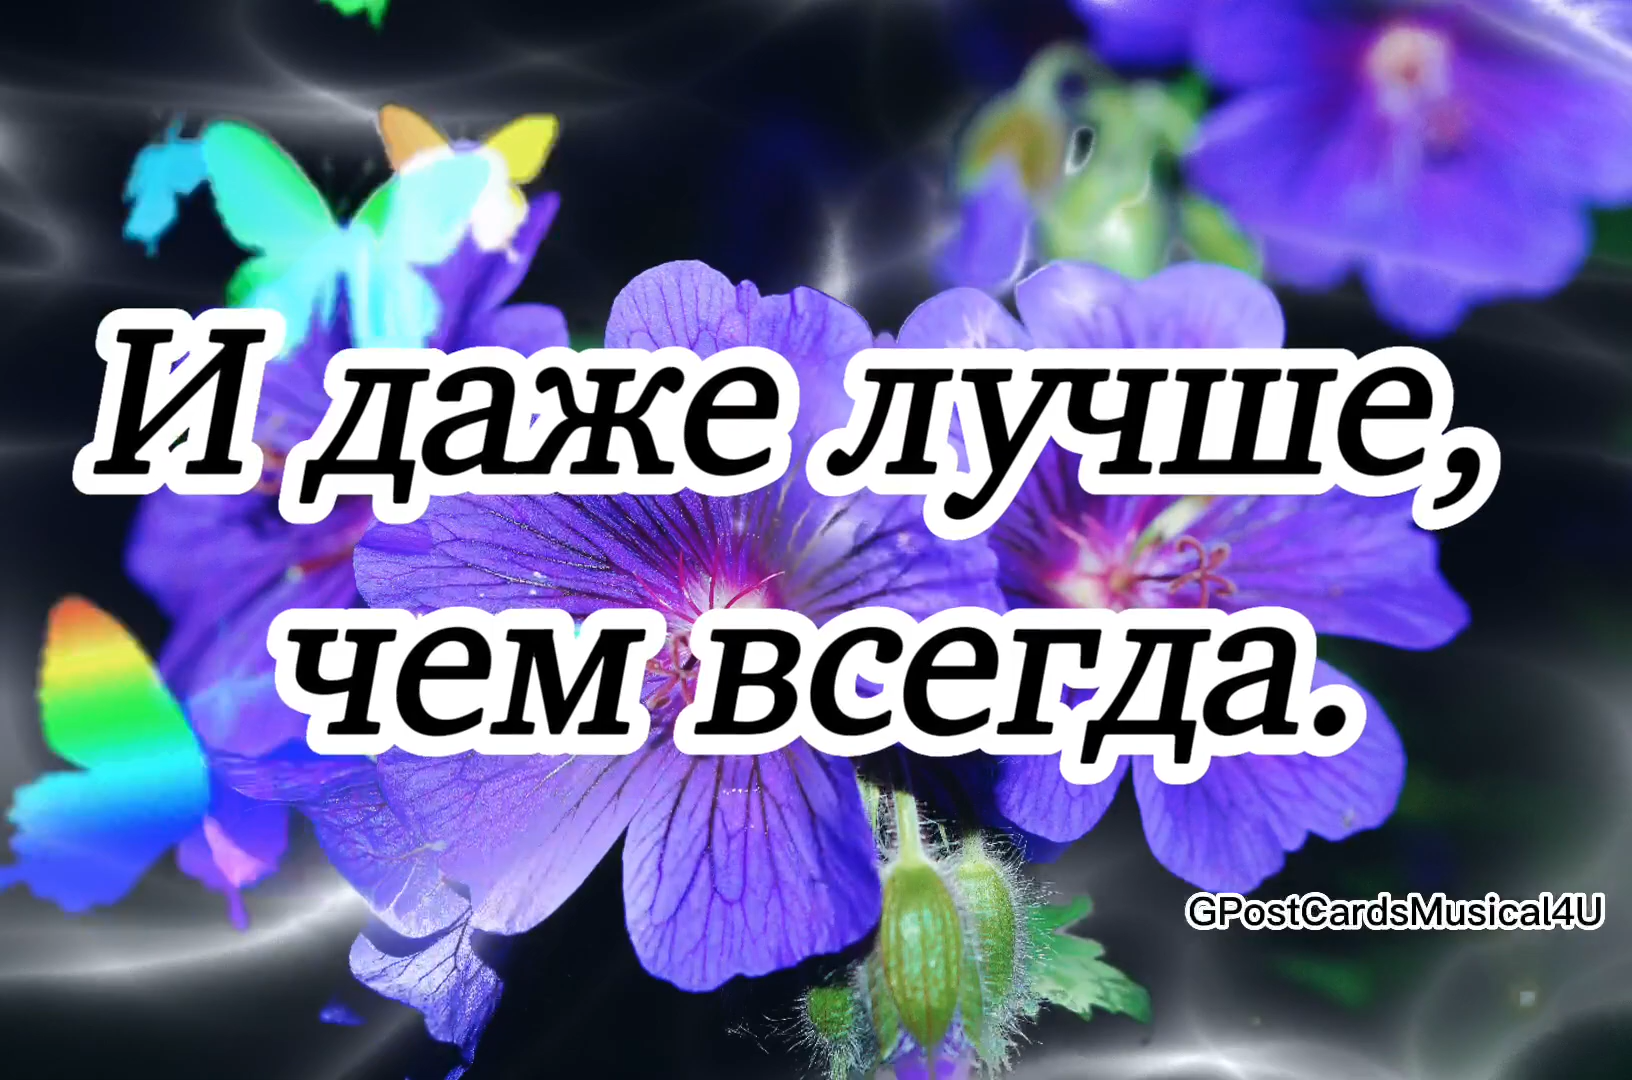 И даже лучше,
чем всегда.
GPostCardsMusical4U